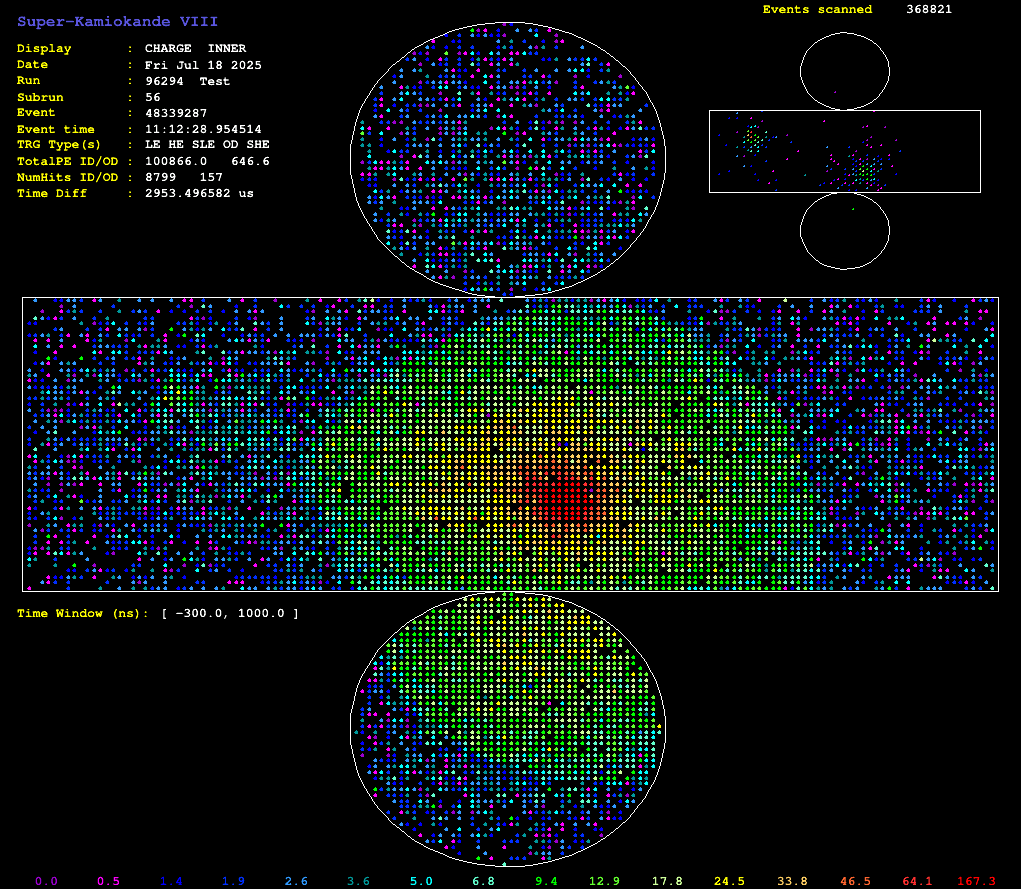 Super-Kamiokande VIII
Events scanned 368821
Display : CHARGE INNER
Date : Fri Jul 18 2025
Run : 96294 Test
Subrun : 56
Event : 48339287
Event time : 11:12:28.954514
TRG Type(s) : LE HE SLE OD SHE
TotalPE ID/OD : 100866.0 646.6
NumHits ID/OD : 8799 157
Time Diff : 2953.496582 us
Time Window (ns): [ -300.0, 1000.0 ]
0.0 0.5 1.4 1.9 2.6 3.6 5.0 6.8 9.4 12.9 17.8 24.5 33.8 46.5 64.1 167.3